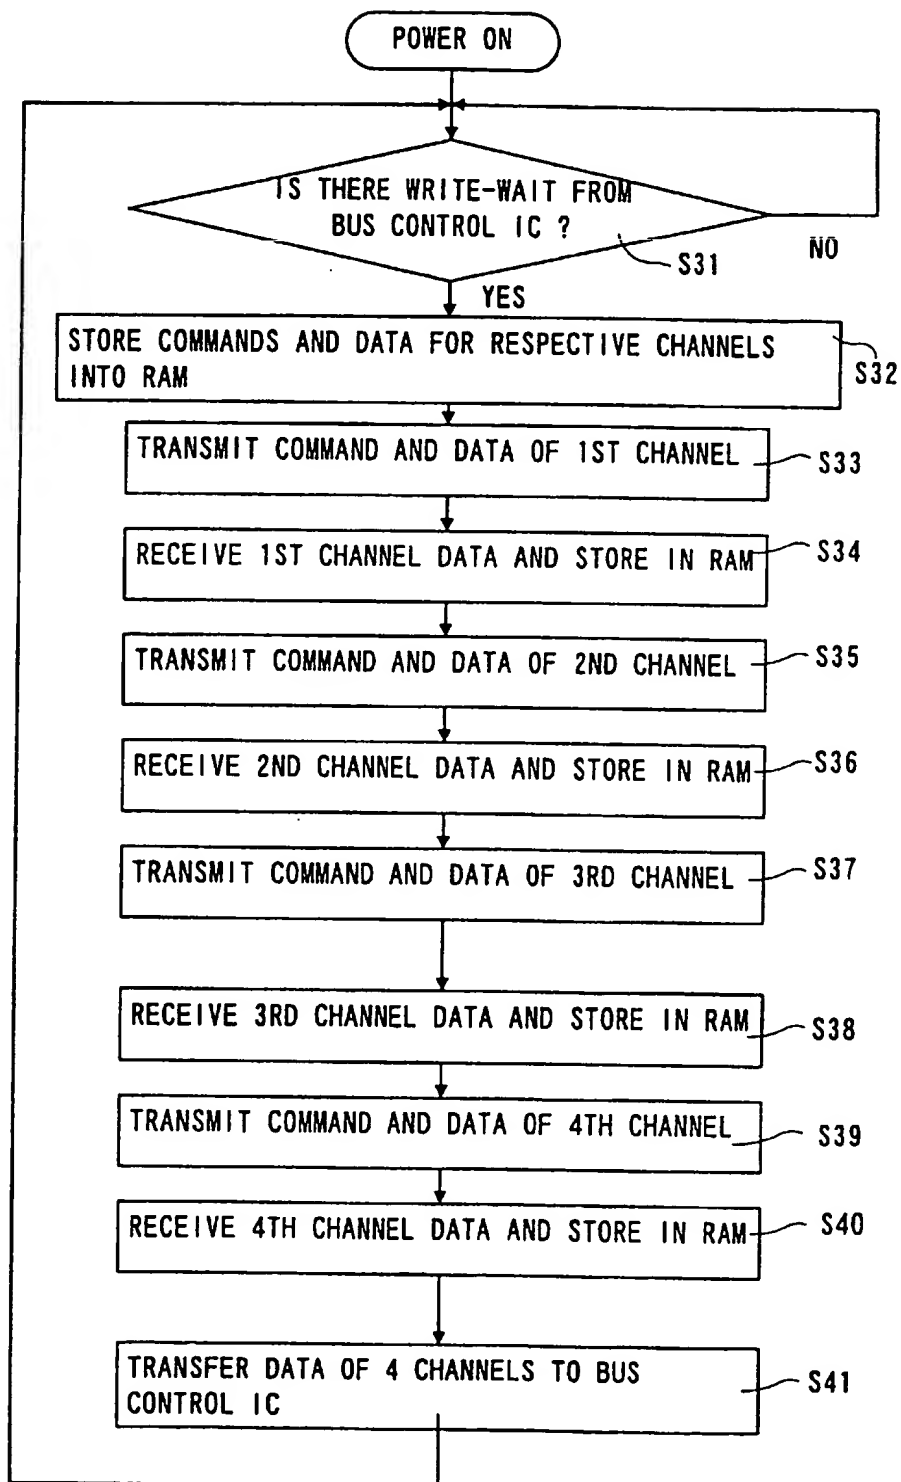 POWER ON
IS THERE WRITE-WAIT FROM
BUS CONTROL IC ?
S31
NO
YES
STORE COMMANDS AND DATA FOR RESPECTIVE CHANNELS
INTO RAM
S32
TRANSMIT COMMAND AND DATA OF 1ST CHANNEL
S33
RECEIVE 1ST CHANNEL DATA AND STORE IN RAM
S34
TRANSMIT COMMAND AND DATA OF 2ND CHANNEL
S35
RECEIVE 2ND CHANNEL DATA AND STORE IN RAM
S36
TRANSMIT COMMAND AND DATA OF 3RD CHANNEL
S37
RECEIVE 3RD CHANNEL DATA AND STORE IN RAM
S38
TRANSMIT COMMAND AND DATA OF 4TH CHANNEL
S39
RECEIVE 4TH CHANNEL DATA AND STORE IN RAM
S40
TRANSFER DATA OF 4 CHANNELS TO BUS
CONTROL IC
S41